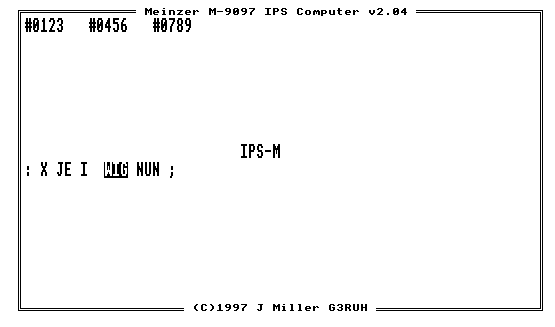 Meinzer M-9097 IPS Computer v2.04
#0123 #0456 #0789
IPS-M
: X JE I WIG NUN ;
(C)1997 J Miller G3RUH